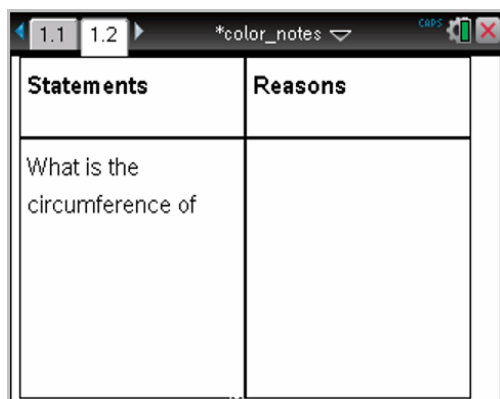 1.1 1.2 *color_notes CAPS
Statements Reasons
What is the
circumference of